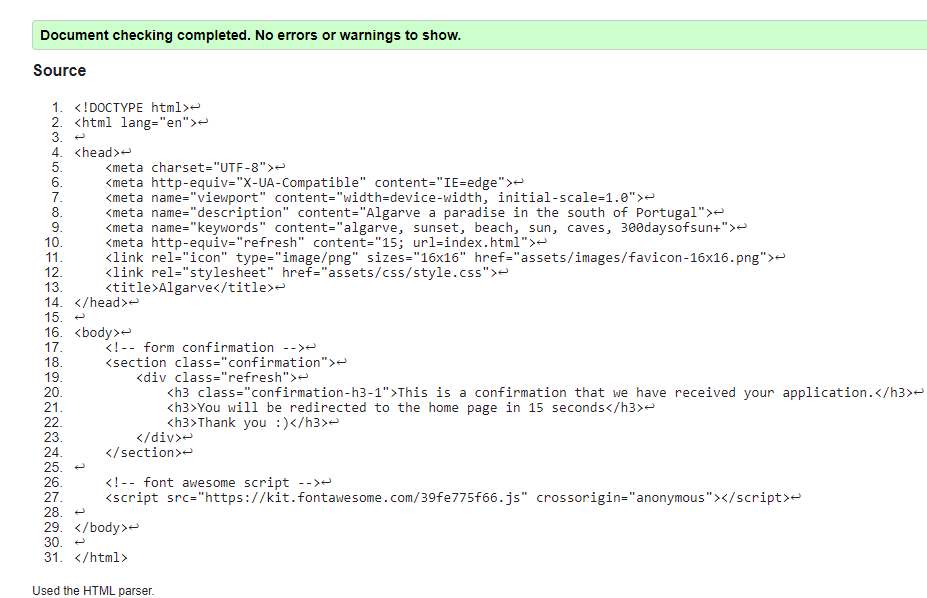 Document checking completed. No errors or warnings to show.
Source
1. <!DOCTYPE html>↩
2. <html lang="en">↩
3. ↩
4. <head>↩
5.     <meta charset="UTF-8">↩
6.     <meta http-equiv="X-UA-Compatible" content="IE=edge">↩
7.     <meta name="viewport" content="width=device-width, initial-scale=1.0">↩
8.     <meta name="description" content="Algarve a paradise in the south of Portugal">↩
9.     <meta name="keywords" content="algarve, sunset, beach, sun, caves, 300daysofsun+">↩
10.     <meta http-equiv="refresh" content="15; url=index.html">↩
11.     <link rel="icon" type="image/png" sizes="16x16" href="assets/images/favicon-16x16.png">↩
12.     <link rel="stylesheet" href="assets/css/style.css">↩
13.     <title>Algarve</title>↩
14. </head>↩
15. ↩
16. <body>↩
17.     <!-- form confirmation -->↩
18.     <section class="confirmation">↩
19.         <div class="refresh">↩
20.             <h3 class="confirmation-h3-1">This is a confirmation that we have received your application.</h3>↩
21.             <h3>You will be redirected to the home page in 15 seconds</h3>↩
22.             <h3>Thank you :)</h3>↩
23.         </div>↩
24.     </section>↩
25. ↩
26.     <!-- font awesome script -->↩
27.     <script src="https://kit.fontawesome.com/39fe775f66.js" crossorigin="anonymous"></script>↩
28. ↩
29. </body>↩
30. ↩
31. </html>
Used the HTML parser.